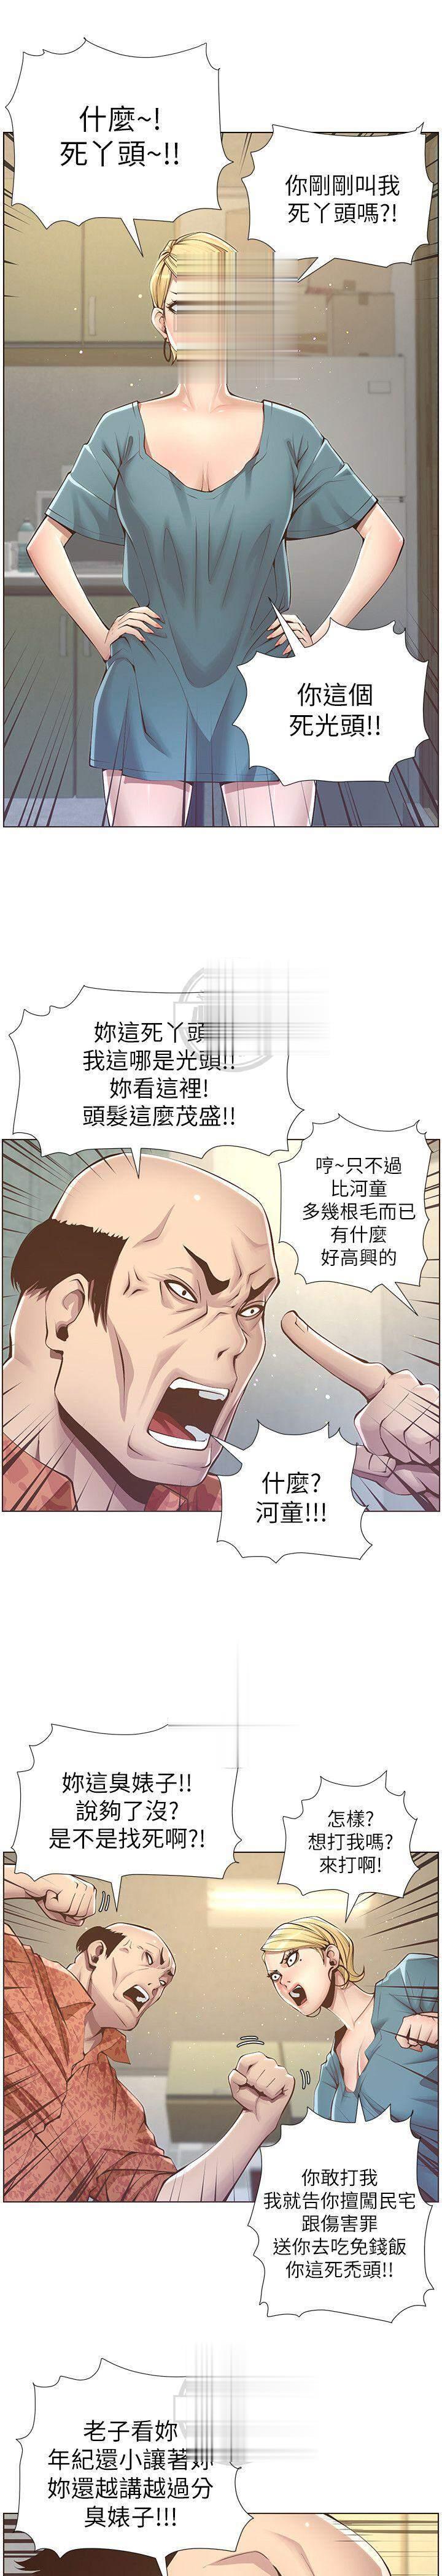 什麼~!
死丫頭~!!
你剛剛叫我
死丫頭嗎?!
你這個
死光頭!!
妳這死丫頭
我這哪是光頭!!
妳看這裡!
頭髮這麼茂盛!!
哼~只不過
比河童
多幾根毛而已
有什麼
好高興的
什麼?
河童!!!
妳這臭婊子!!
說夠了沒?
是不是找死啊?!
怎樣?
想打我嗎?
來打啊!
你敢打我
我就告你擅闖民宅
跟傷害罪
送你去吃免錢飯
你這死禿頭!!
老子看妳
年紀還小讓著妳
妳還越講越過分
臭婊子!!!